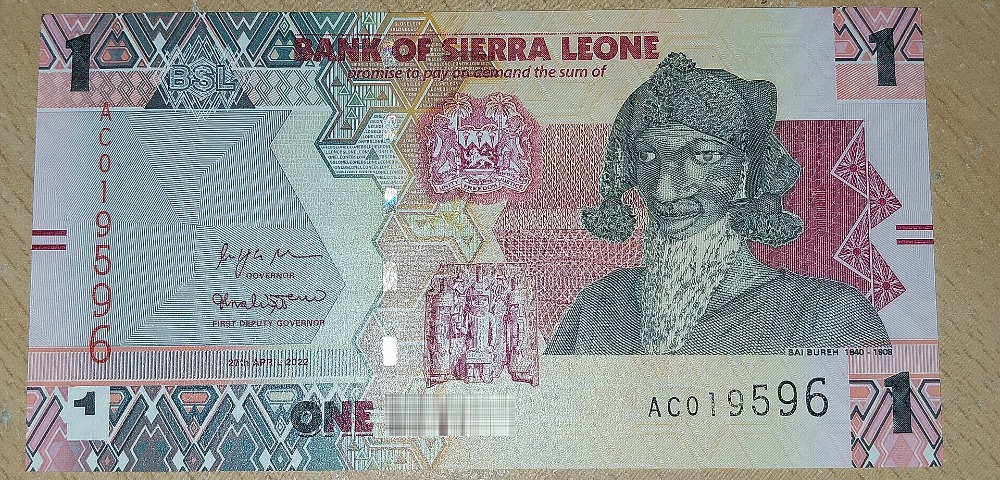 1
BANK OF SIERRA LEONE
1
BSL
promise to pay on demand the sum of
AC019596
GOVERNOR
FIRST DEPUTY GOVERNOR
27th APRIL 2022
SAI BUREH 1840 - 1908
1
ONE
AC019596
1